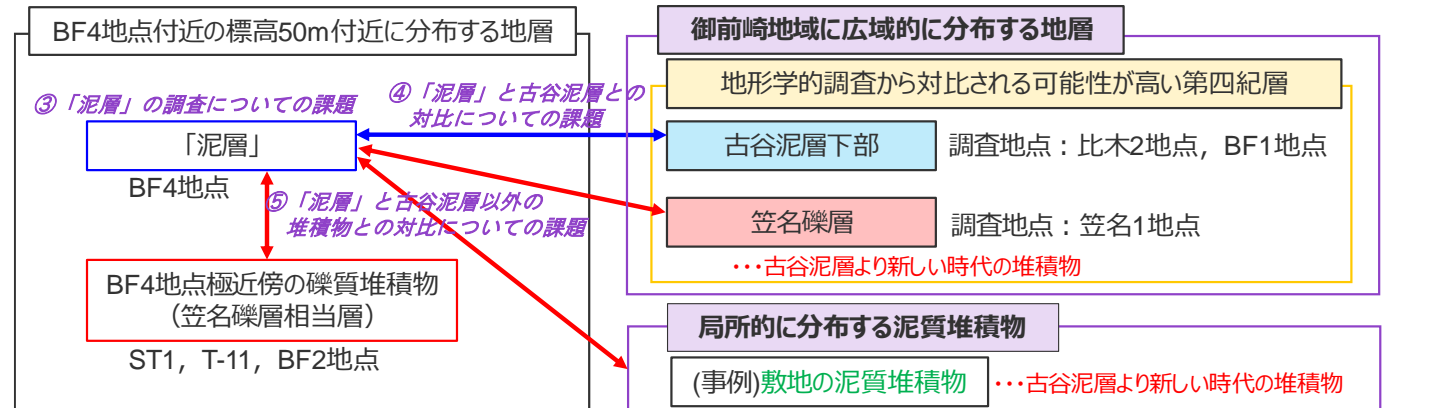 BF4地点付近の標高50m付近に分布する地層
③「泥層」の調査についての課題
「泥層」
BF4地点
④「泥層」と古谷泥層との
対比についての課題
⑤「泥層」と古谷泥層以外の
堆積物との対比についての課題
BF4地点極近傍の礫質堆積物
（笠名礫層相当層）
ST1，T-11，BF2地点
御前崎地域に広域的に分布する地層
地形学的調査から対比される可能性が高い第四紀層
古谷泥層下部
調査地点：比木2地点，BF1地点
笠名礫層
調査地点：笠名1地点
･･･古谷泥層より新しい時代の堆積物
局所的に分布する泥質堆積物
(事例)敷地の泥質堆積物
･･･古谷泥層より新しい時代の堆積物